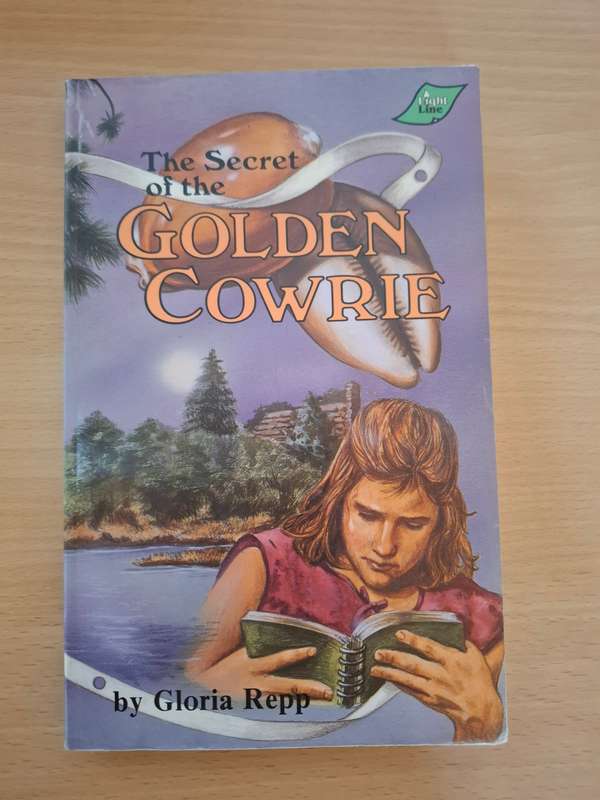 A
Light
Line
The Secret
of the
GOLDEN
COWRIE
by Gloria Repp